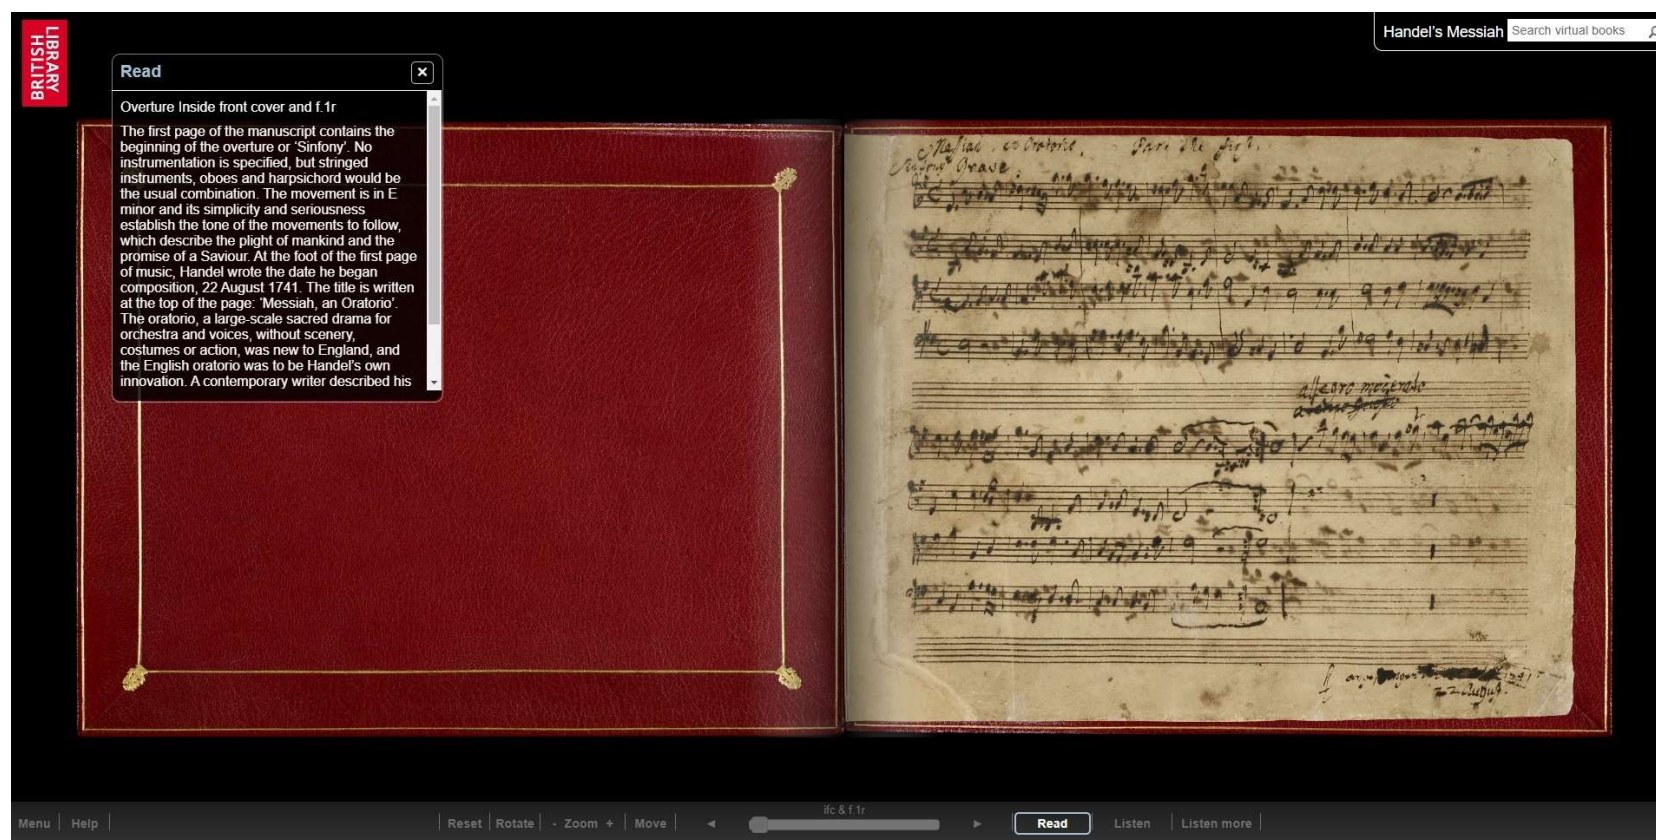 BRITISH
LIBRARY
Handel's Messiah
Search virtual books
Read
Overture Inside front cover and f.1r
The first page of the manuscript contains the
beginning of the overture or ‘Sinfony’. No
instrumentation is specified, but stringed
instruments, oboes and harpsichord would be
the usual combination. The movement is in E
minor and its simplicity and seriousness
establish the tone of the movements to follow,
which describe the plight of mankind and the
promise of a Saviour. At the foot of the first page
of music, Handel wrote the date he began
composition, 22 August 1741. The title is written
at the top of the page: ‘Messiah, an Oratorio’.
The oratorio, a large-scale sacred drama for
orchestra and voices, without scenery,
costumes or action, was new to England, and
the English oratorio was to be Handel’s own
innovation. A contemporary writer described his
Messiah an Oratorio. Part the first.
Grave.
allegro moderato
22 August.
ifc & f.1r
Menu
Help
Reset
Rotate
- Zoom +
Move
Read
Listen
Listen more